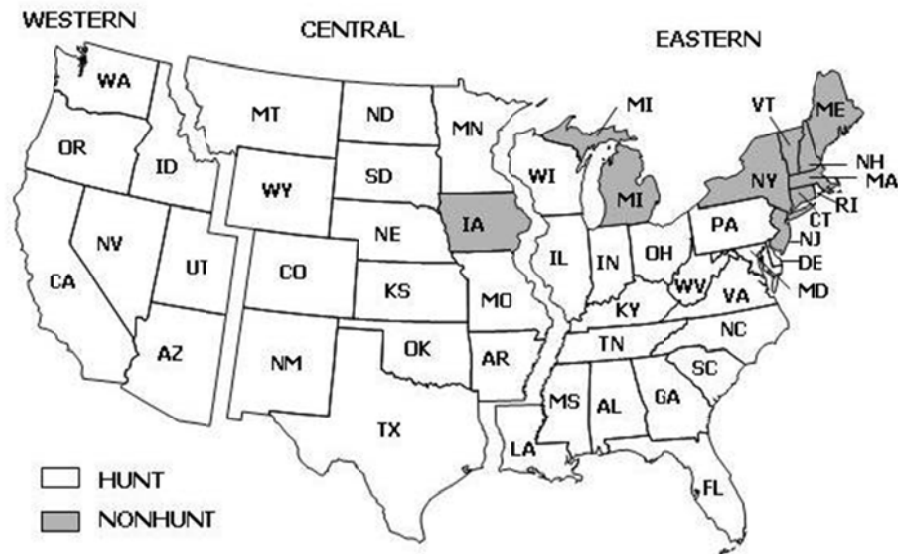 WESTERN
CENTRAL
EASTERN
WA
MT
ND
MN
MI
VT
ME
OR
ID
SD
WI
NH
MA
WY
MI
NY
RI
IA
PA
CT
NV
NE
NJ
CA
UT
CO
IL
IN
OH
DE
KS
MO
WV
VA
MD
KY
AZ
NM
OK
AR
TN
NC
SC
MS
AL
GA
TX
LA
FL
HUNT
NONHUNT